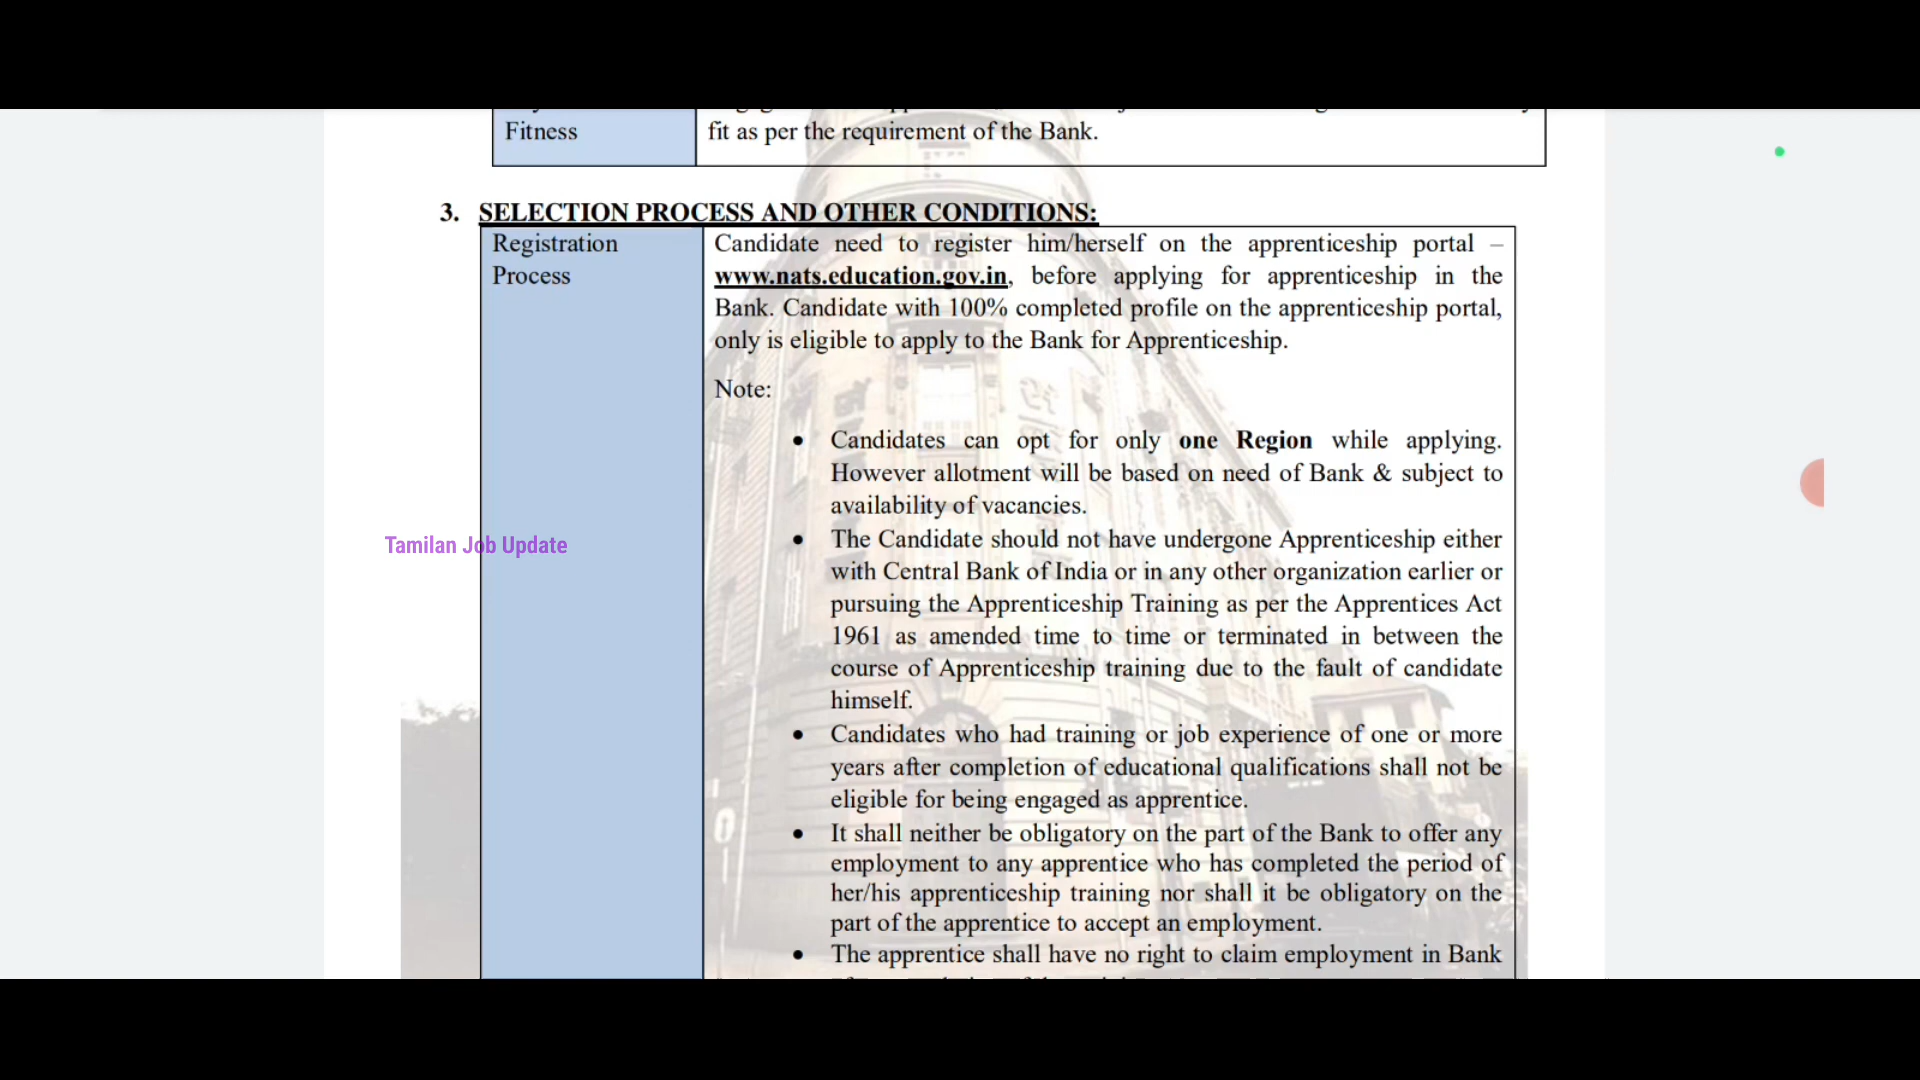 Fitness
fit as per the requirement of the Bank.
3. SELECTION PROCESS AND OTHER CONDITIONS:
Registration
Process
Candidate need to register him/herself on the apprenticeship portal –
www.nats.education.gov.in, before applying for apprenticeship in the
Bank. Candidate with 100% completed profile on the apprenticeship portal,
only is eligible to apply to the Bank for Apprenticeship.
Note:
• Candidates can opt for only one Region while applying.
However allotment will be based on need of Bank & subject to
availability of vacancies.
• The Candidate should not have undergone Apprenticeship either
with Central Bank of India or in any other organization earlier or
pursuing the Apprenticeship Training as per the Apprentices Act
1961 as amended time to time or terminated in between the
course of Apprenticeship training due to the fault of candidate
himself.
• Candidates who had training or job experience of one or more
years after completion of educational qualifications shall not be
eligible for being engaged as apprentice.
• It shall neither be obligatory on the part of the Bank to offer any
employment to any apprentice who has completed the period of
her/his apprenticeship training nor shall it be obligatory on the
part of the apprentice to accept an employment.
• The apprentice shall have no right to claim employment in Bank
Tamilan Job Update